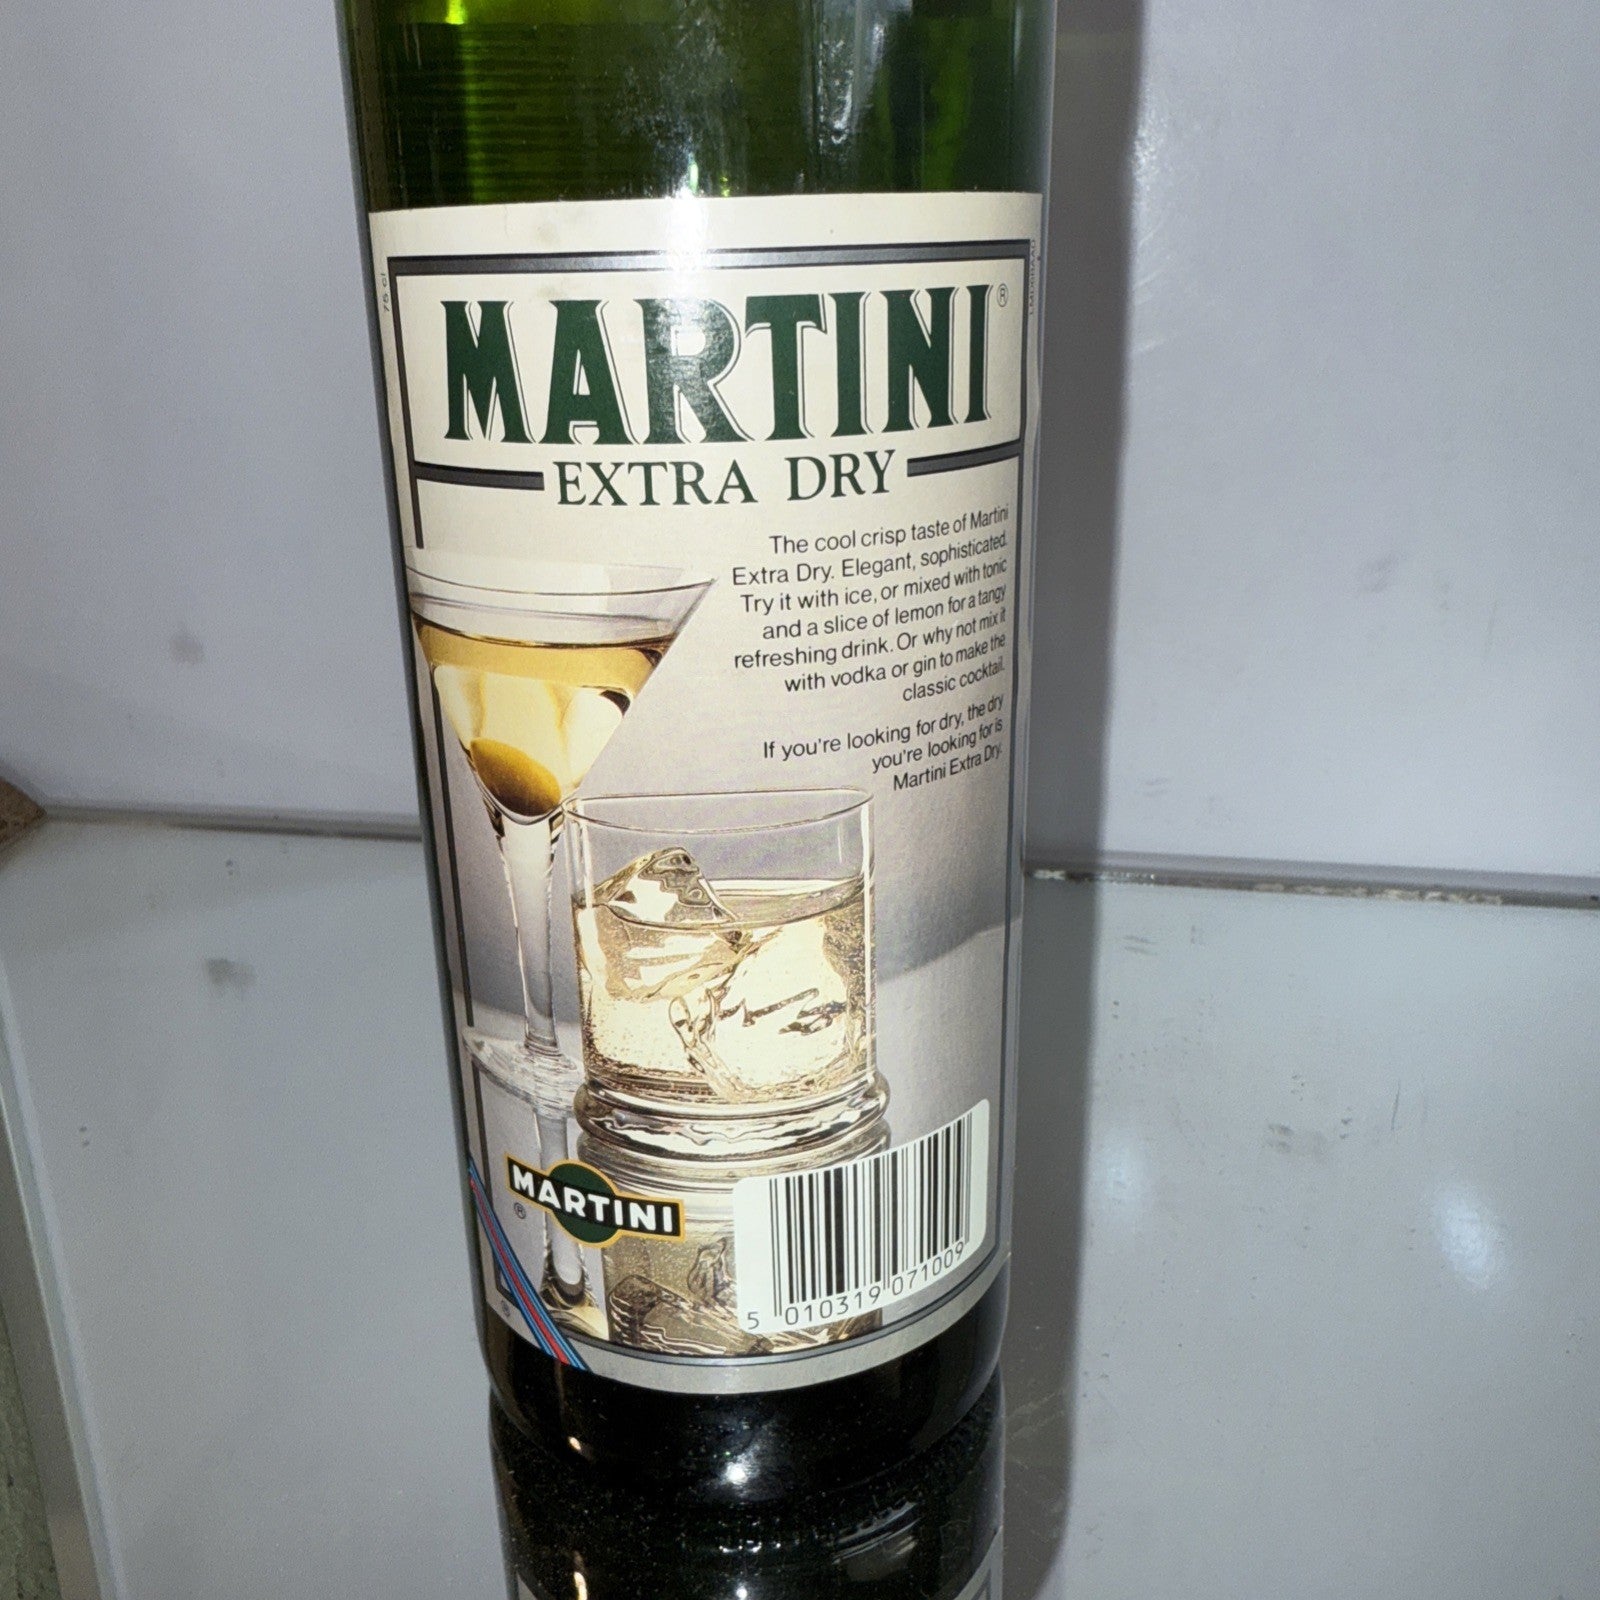 75 cl
MARTINI®
EXTRA DRY
The cool crisp taste of Martini
Extra Dry. Elegant, sophisticated.
Try it with ice, or mixed with tonic
and a slice of lemon for a tangy
refreshing drink. Or why not mix it
with vodka or gin to make the
classic cocktail.
If you're looking for dry, the dry
you're looking for is
Martini Extra Dry.
MARTINI
®
5 010319 071009
®